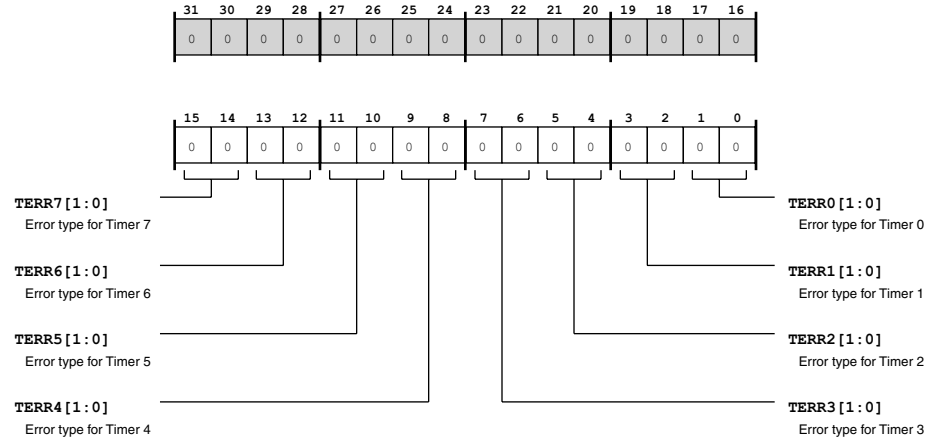 31 30 29 28 27 26 25 24 23 22 21 20 19 18 17 16
0 0 0 0 0 0 0 0 0 0 0 0 0 0 0 0
15 14 13 12 11 10 9 8 7 6 5 4 3 2 1 0
0 0 0 0 0 0 0 0 0 0 0 0 0 0 0 0
TERR7[1:0]
Error type for Timer 7
TERR6[1:0]
Error type for Timer 6
TERR5[1:0]
Error type for Timer 5
TERR4[1:0]
Error type for Timer 4
TERR0[1:0]
Error type for Timer 0
TERR1[1:0]
Error type for Timer 1
TERR2[1:0]
Error type for Timer 2
TERR3[1:0]
Error type for Timer 3